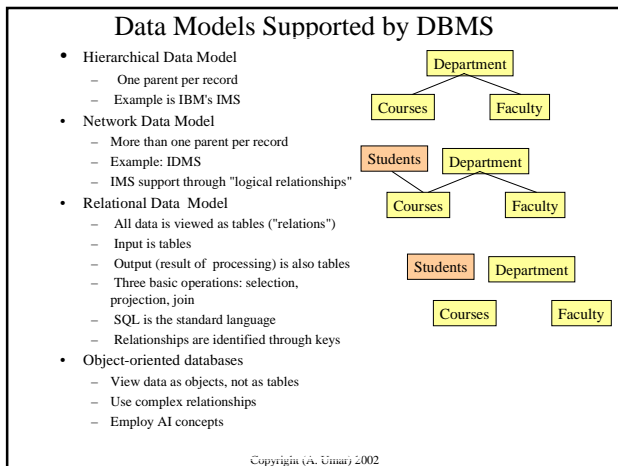 Data Models Supported by DBMS
• Hierarchical Data Model
– One parent per record
– Example is IBM's IMS
• Network Data Model
– More than one parent per record
– Example: IDMS
– IMS support through "logical relationships"
• Relational Data Model
– All data is viewed as tables ("relations")
– Input is tables
– Output (result of processing) is also tables
– Three basic operations: selection,
projection, join
– SQL is the standard language
– Relationships are identified through keys
• Object-oriented databases
– View data as objects, not as tables
– Use complex relationships
– Employ AI concepts
Department
Courses Faculty
Students Department
Courses Faculty
Students Department
Courses Faculty
Copyright (A. Umar) 2002